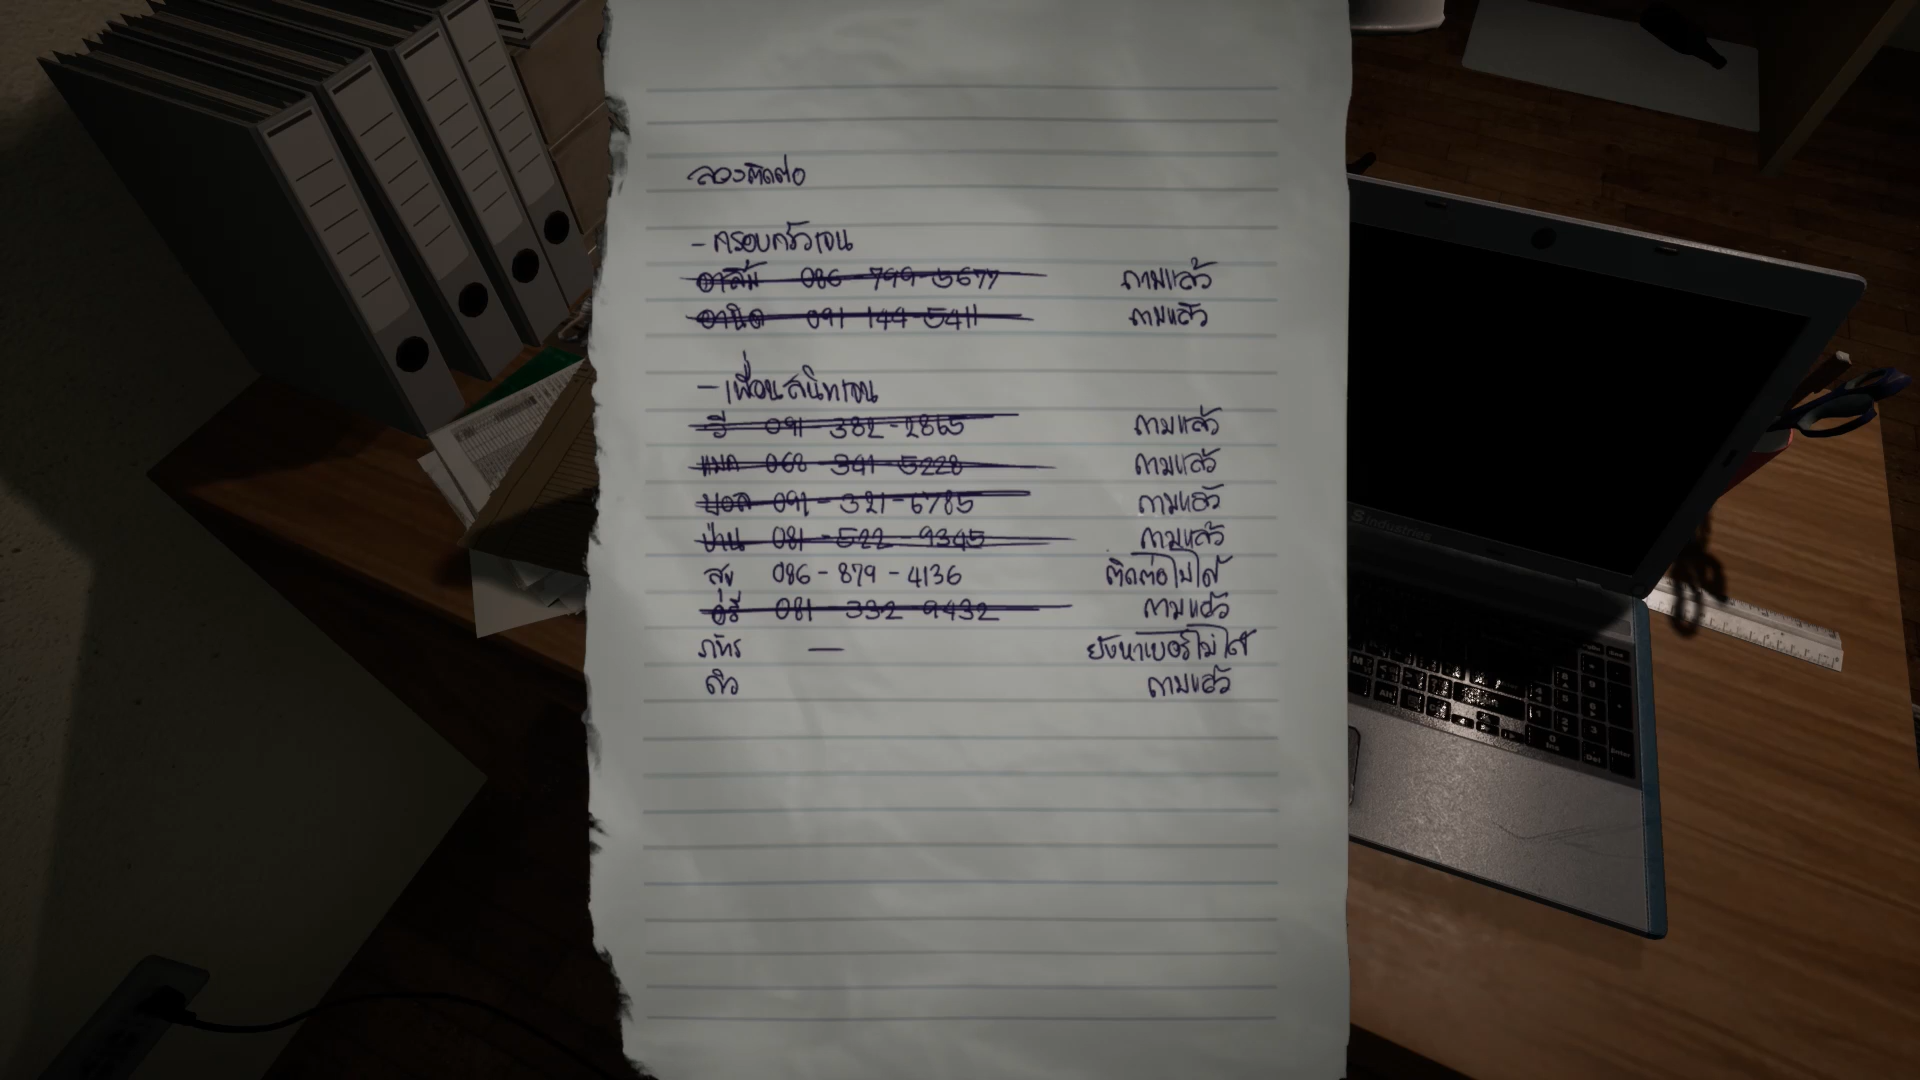 ลองติดต่อ
- ครอบครัวเจน
อาส้ม 086 799-5677 ถามแล้ว
อานิด 091 149-5411 ถามแล้ว
- เพื่อนสนิทเจน
วี 091 382-2865 ถามแล้ว
แมค 068 341 5228 ถามแล้ว
บอล 091-321-6785 ถามแล้ว
ป่าน 081-522-9345 ถามแล้ว
สุข 086-879-4136 ติดต่อไม่ได้
081 332 9432 ถามแล้ว
ภัทร — ยังหาเบอร์ไม่ได้
ติว ถามแล้ว
S Industries